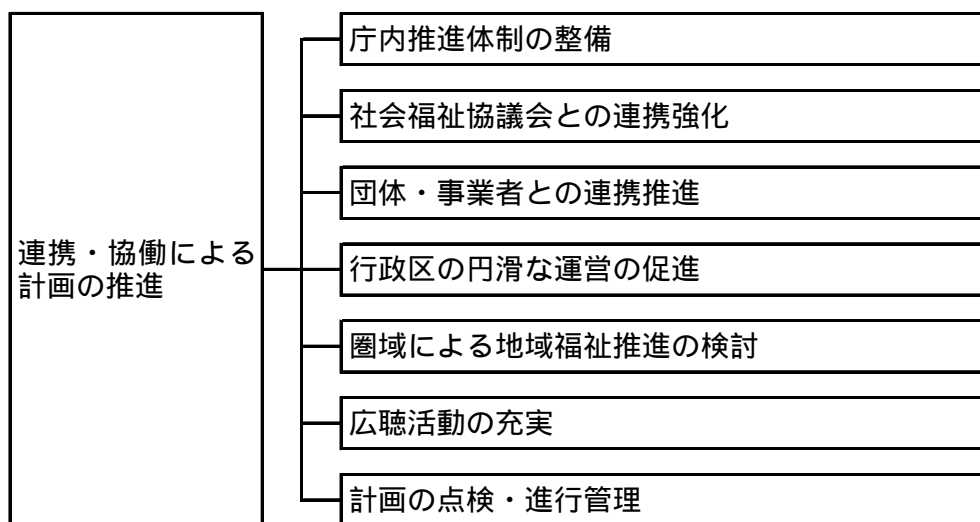 連携・協働による
計画の推進
庁内推進体制の整備
社会福祉協議会との連携強化
団体・事業者との連携推進
行政区の円滑な運営の促進
圏域による地域福祉推進の検討
広聴活動の充実
計画の点検・進行管理